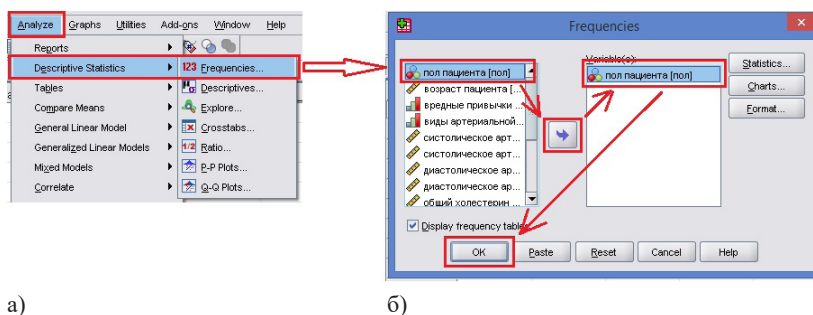 Analyze Graphs Utilities Add-ons Window Help
Reports
Descriptive Statistics
Tables
Compare Means
General Linear Model
Generalized Linear Models
Mixed Models
Correlate
123 Frequencies...
Descriptives...
Explore...
Crosstabs...
1/2 Ratio...
P-P Plots...
Q-Q Plots...
а)
Frequencies
пол пациента [пол]
возраст пациента [...
вредные привычки ...
виды артериальной...
систолическое арт...
систолическое арт...
диастолическое ар...
диастолическое ар...
общий холестерин ...
Variable(s):
пол пациента [пол]
Statistics...
Charts...
Format...
Display frequency tables
OK Paste Reset Cancel Help
б)